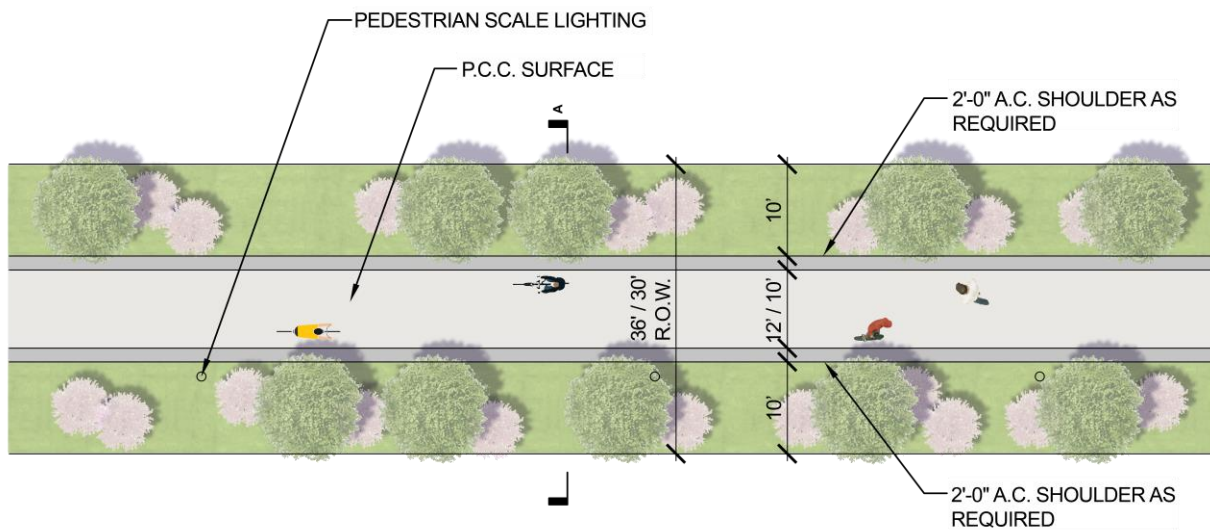 PEDESTRIAN SCALE LIGHTING
P.C.C. SURFACE
A
2'-0" A.C. SHOULDER AS
REQUIRED
10'
36' / 30'
R.O.W.
12' / 10'
10'
2'-0" A.C. SHOULDER AS
REQUIRED